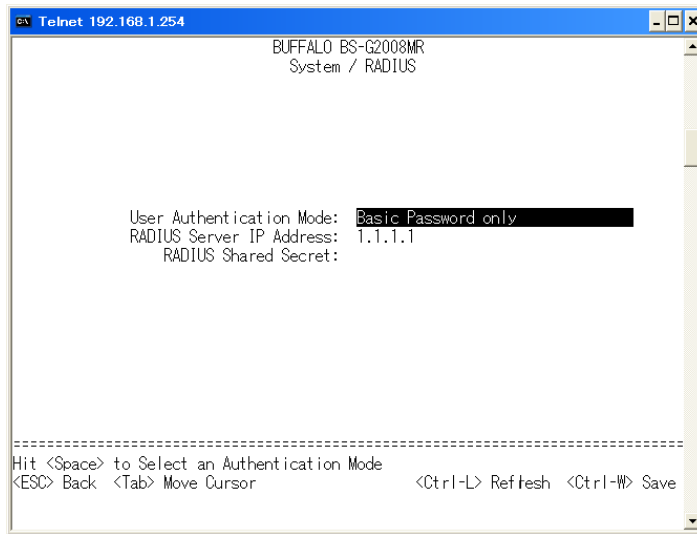 Telnet 192.168.1.254
BUFFALO BS-G2008MR
System / RADIUS
User Authentication Mode: Basic Password only
RADIUS Server IP Address: 1.1.1.1
RADIUS Shared Secret:
================================================================================
Hit <Space> to Select an Authentication Mode
<ESC> Back <Tab> Move Cursor <Ctrl-L> Refresh <Ctrl-W> Save